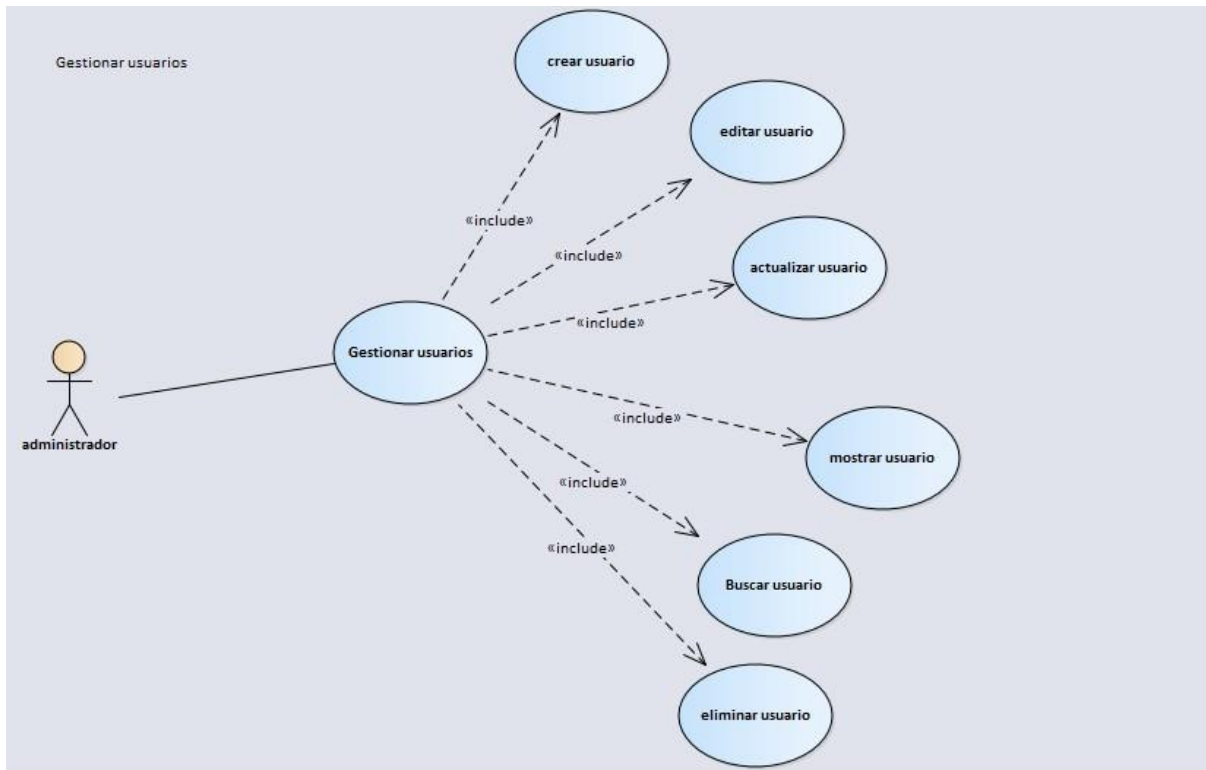 Gestionar usuarios
crear usuario
editar usuario
«include»
«include»
actualizar usuario
«include»
Gestionar usuarios
administrador
«include»
mostrar usuario
«include»
«include»
Buscar usuario
eliminar usuario